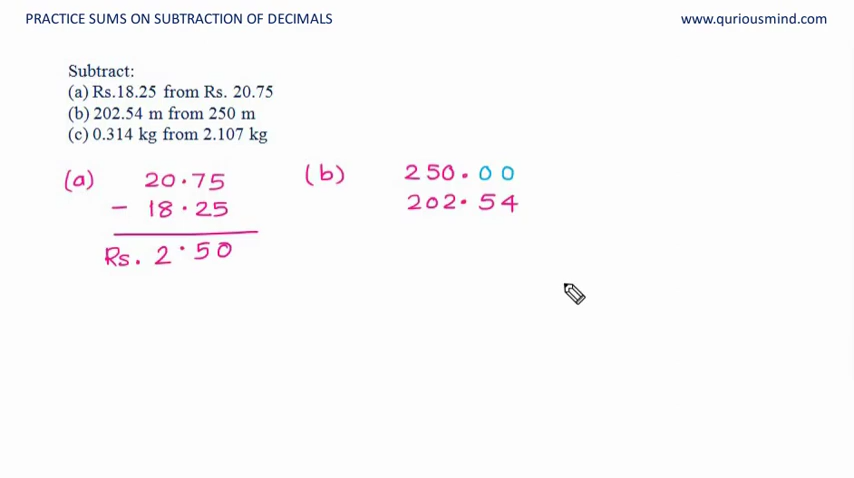 PRACTICE SUMS ON SUBTRACTION OF DECIMALS
www.quriousmind.com
Subtract:
(a) Rs.18.25 from Rs. 20.75
(b) 202.54 m from 250 m
(c) 0.314 kg from 2.107 kg
(a) 20.75
- 18.25
Rs. 2.50
(b) 250.00
202.54